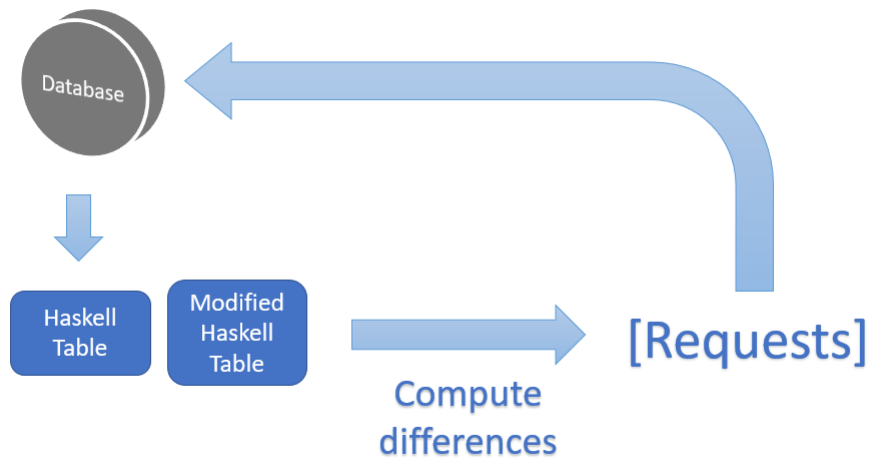 Database
Haskell
Table
Modified
Haskell
Table
Compute
differences
[Requests]